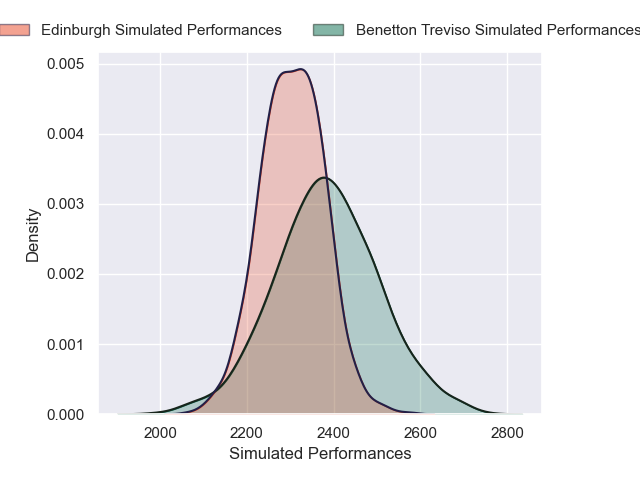 Edinburgh Simulated Performances Benetton Treviso Simulated Performances
0.005
0.004
0.003
0.002
0.001
0.000
Density
2000 2200 2400 2600 2800
Simulated Performances